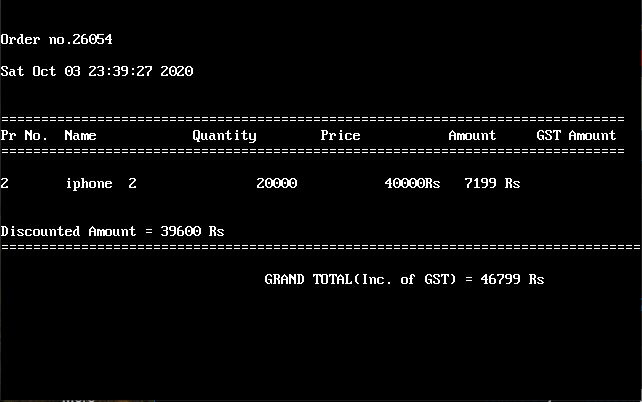 Order no.26054
Sat Oct 03 23:39:27 2020
==============================================================================
Pr No. Name Quantity Price Amount GST Amount
==============================================================================
2 iphone 2 20000 40000Rs 7199 Rs
Discounted Amount = 39600 Rs
================================================================================
GRAND TOTAL(Inc. of GST) = 46799 Rs